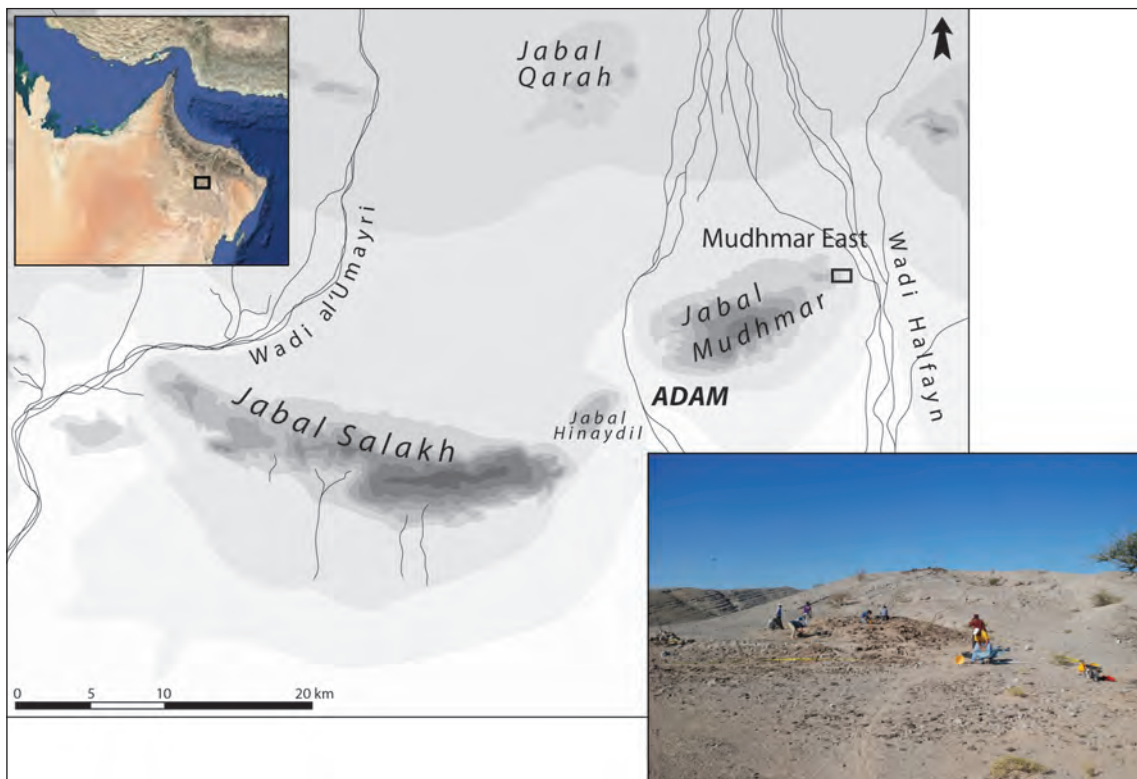 Jabal
Qarah
Wadi al'Umayri
Mudhmar East
Jabal
Mudhmar
Wadi Halfayn
ADAM
Jabal Salakh
Jabal
Hinaydil
0 5 10 20 km